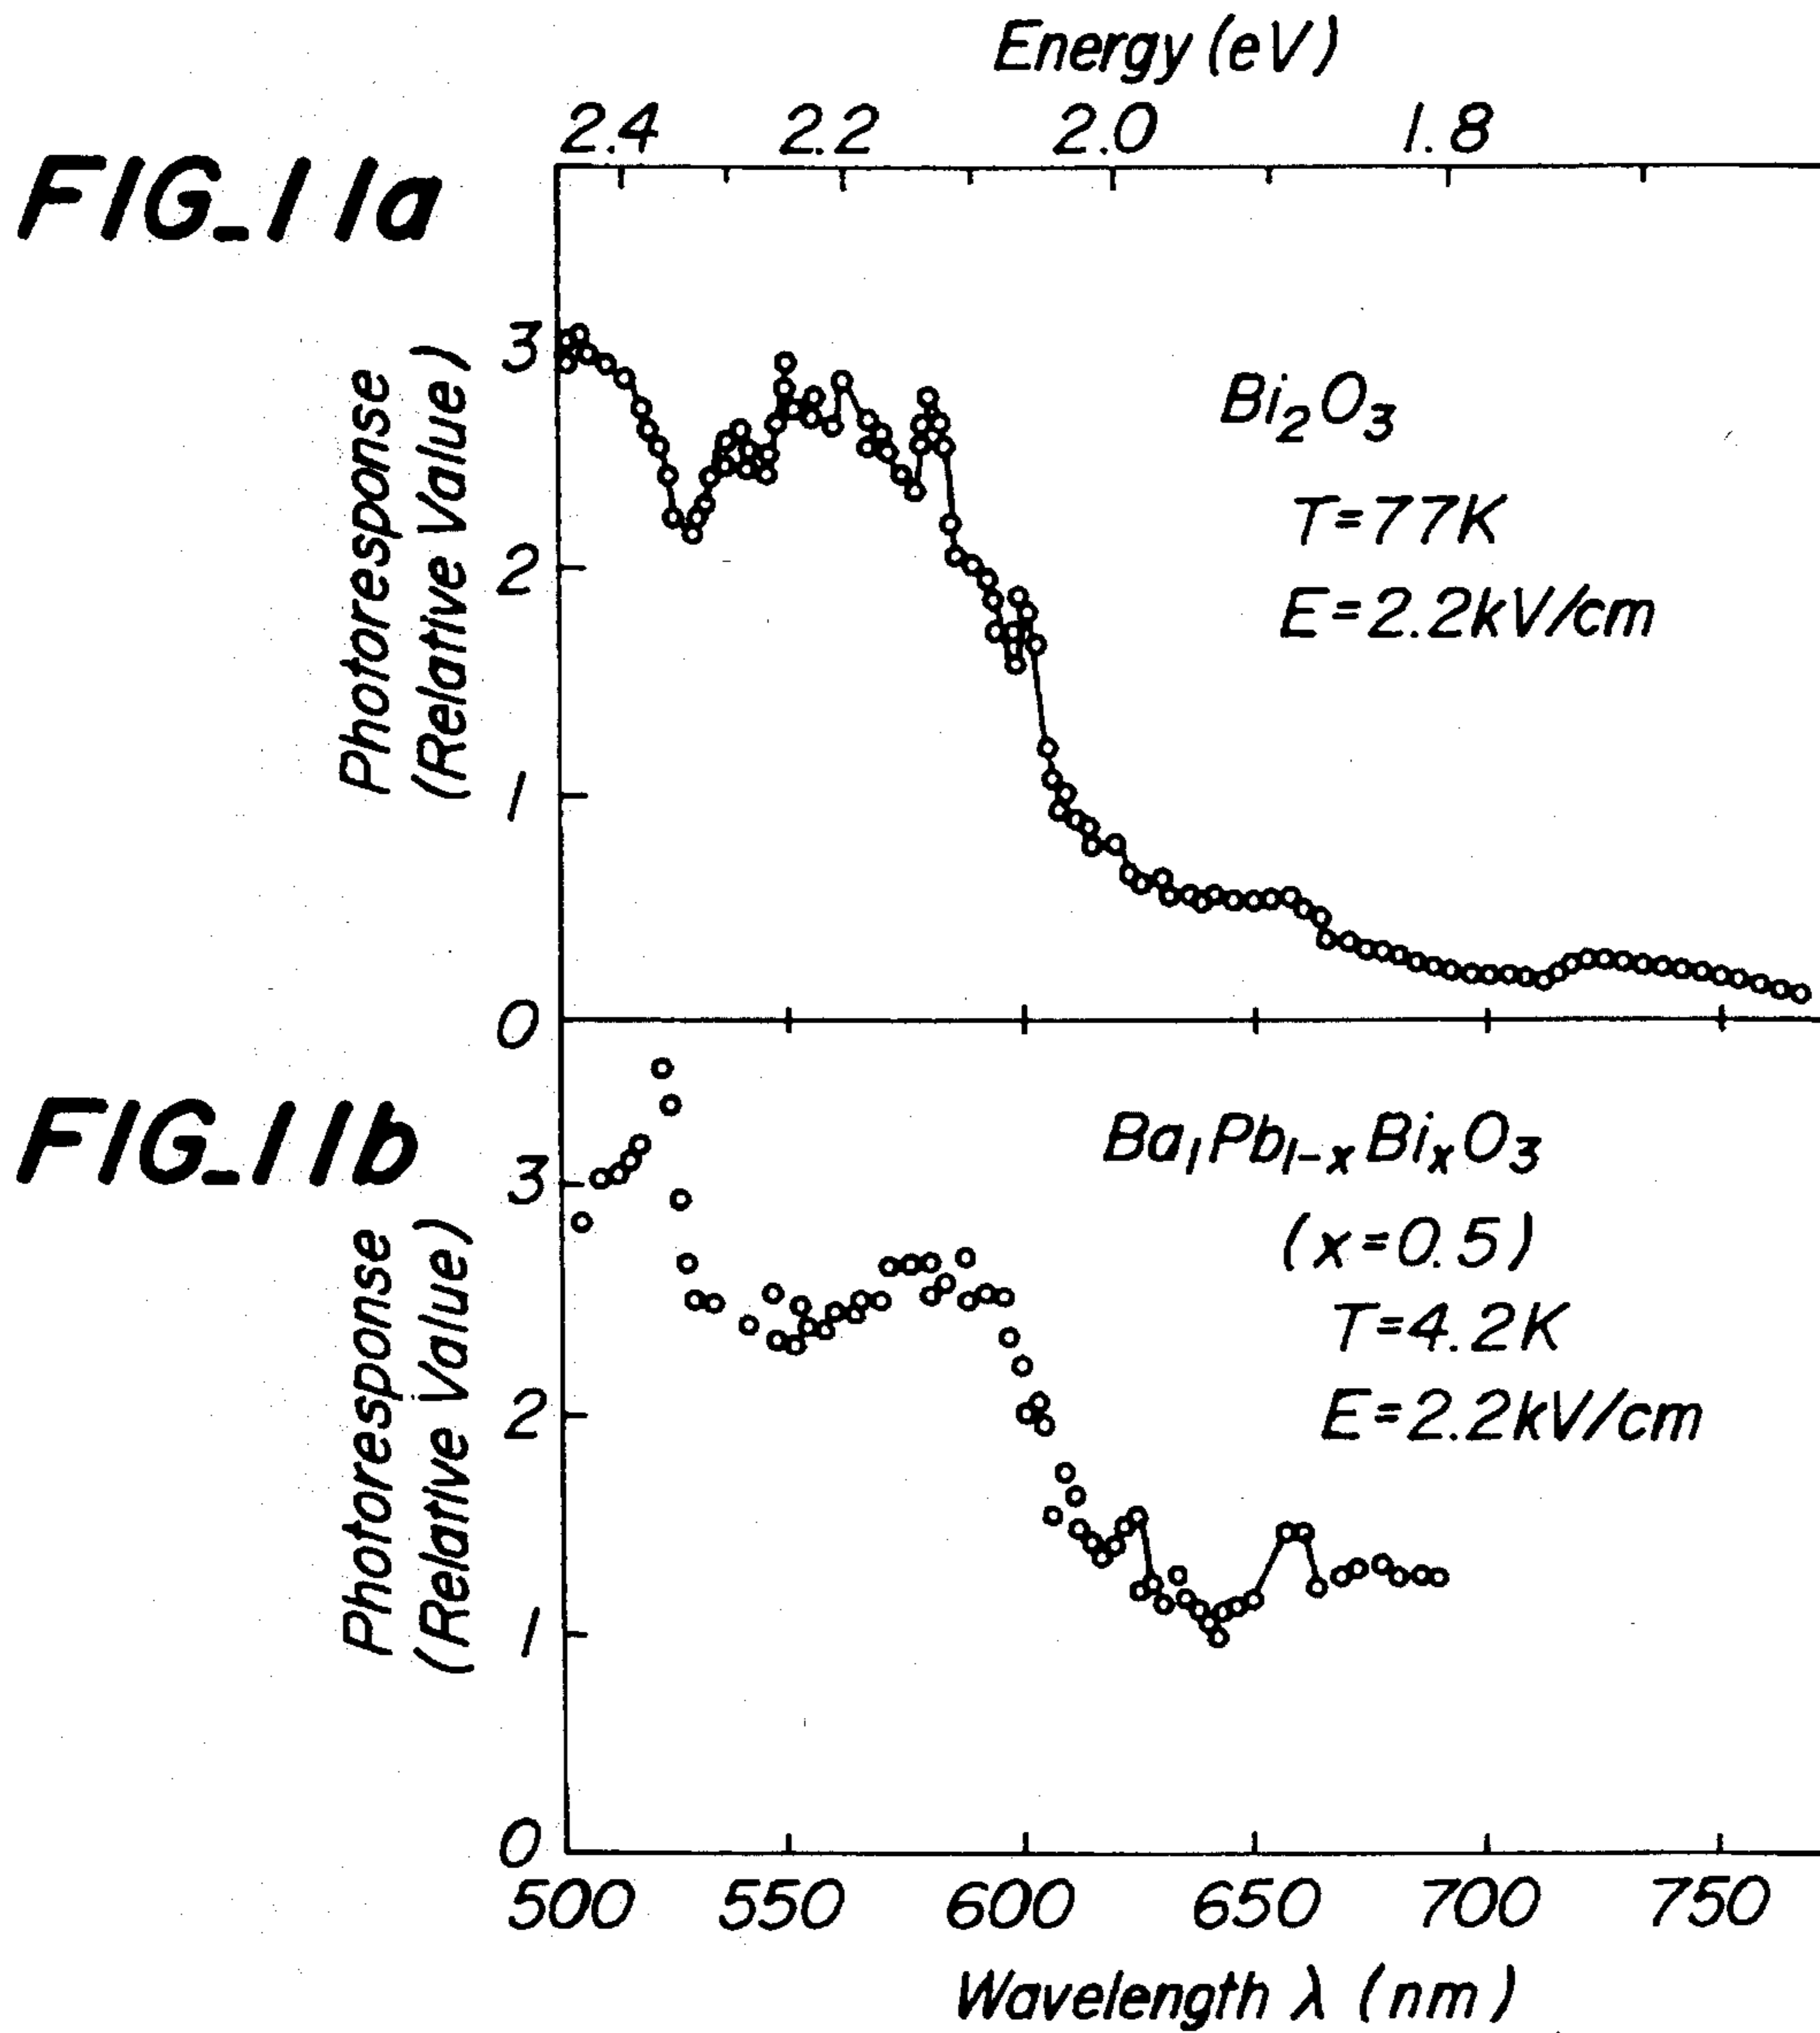 Energy (eV)
2.4 2.2 2.0 1.8
FIG_11a
Photoresponse
(Relative Value)
3
2
1
0
Bi₂O₃
T=77K
E=2.2kV/cm
FIG_11b
Photoresponse
(Relative Value)
3
2
1
0
Ba₁Pb₁₋ₓBiₓO₃
(x=0.5)
T=4.2K
E=2.2kV/cm
500 550 600 650 700 750
Wavelength λ (nm)